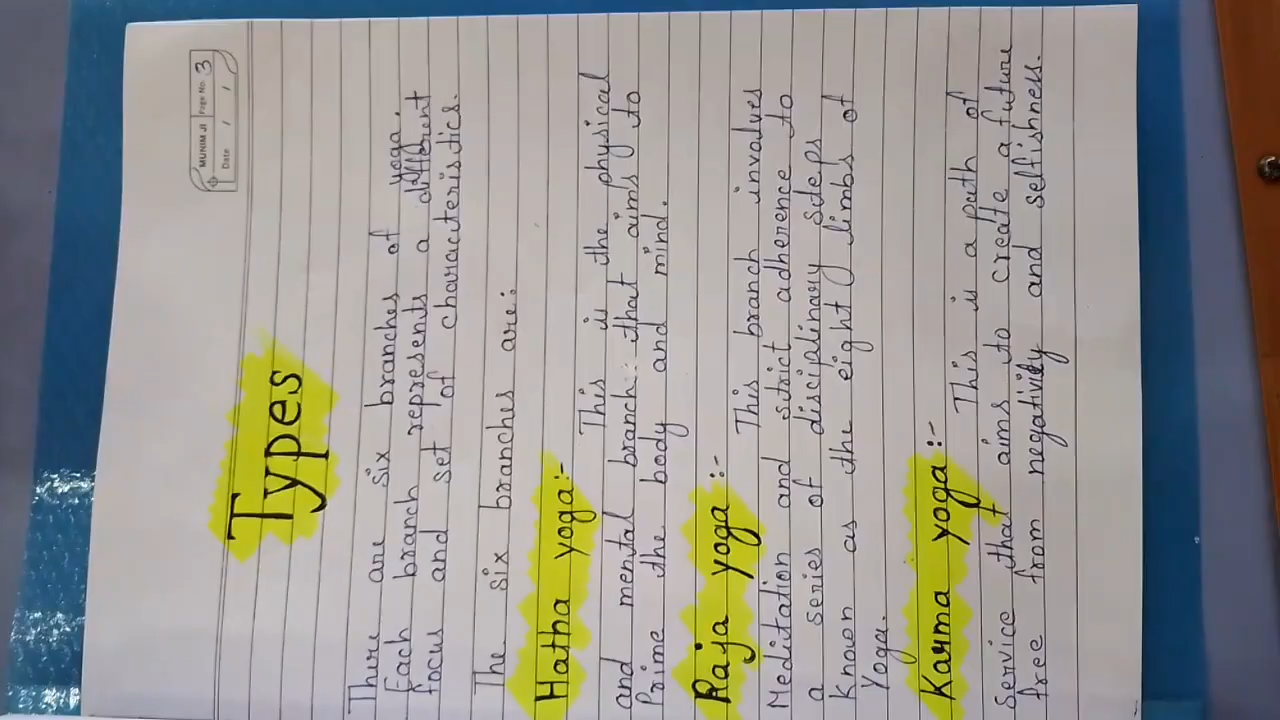 MUNIM JI
Page No. 3
Date / /
Types
There are six branches of yoga.
Each branch represents a different
focus and set of characteristics.
The six branches are:
Hatha yoga:-
This is the physical
and mental branch: that aims to
Prime the body and mind.
Raja yoga:-
This branch involves
Meditation and strict adherence to
a series of disciplinary steps
known as the eight limbs of
Yoga.
Karma yoga:-
This is a path of
service that aims to create a future
free from negativity and selfishness.